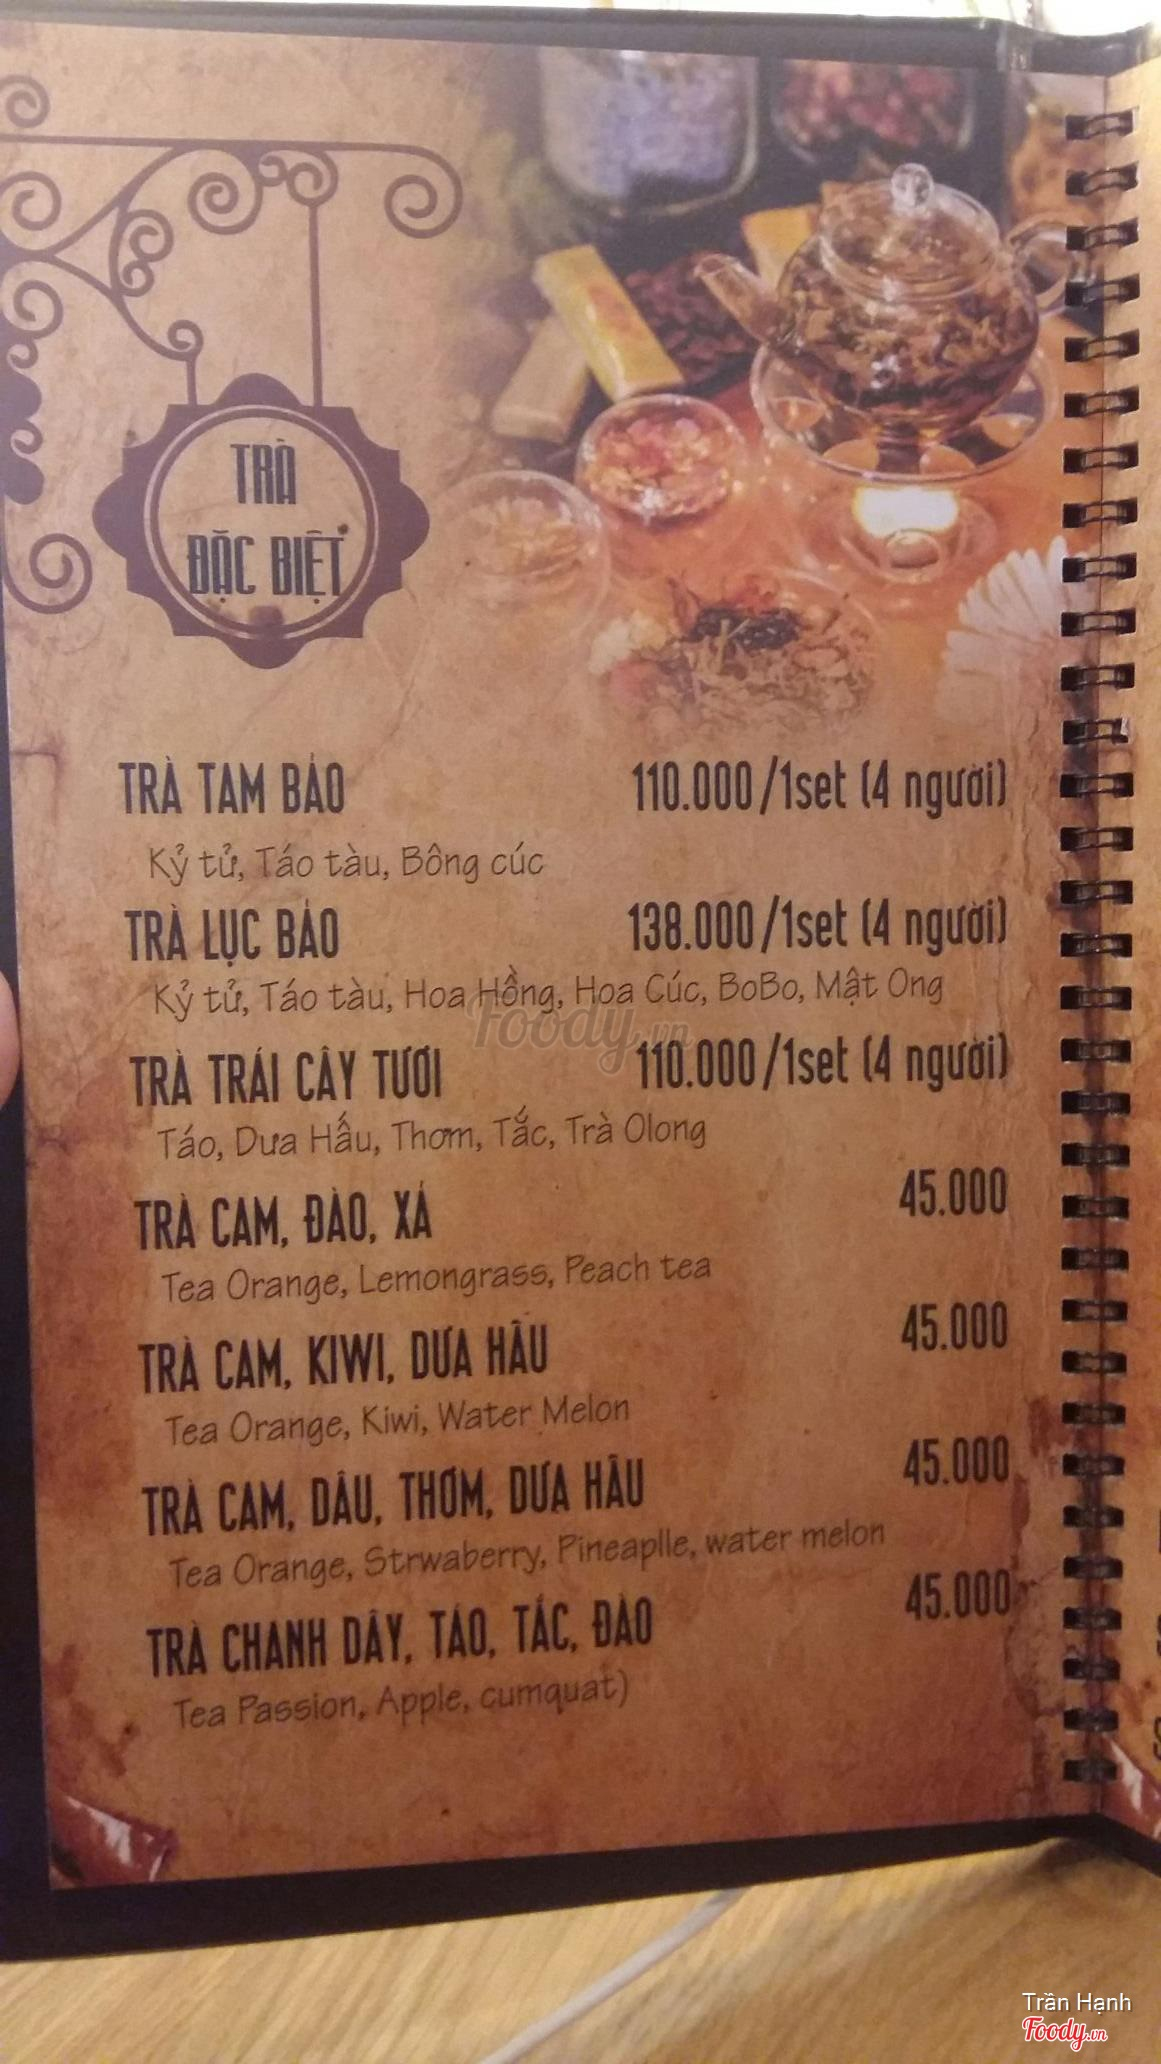 TRÀ
ĐẶC BIỆT
TRÀ TAM BẢO 110.000/1set (4 người)
Kỷ tử, Táo tàu, Bông cúc
TRÀ LỤC BẢO 138.000/1set (4 người)
Kỷ tử, Táo tàu, Hoa Hồng, Hoa Cúc, BoBo, Mật Ong
Foody.vn
TRÀ TRÁI CÂY TƯƠI 110.000/1set (4 người)
Táo, Dưa Hấu, Thơm, Tắc, Trà Olong
TRÀ CAM, ĐÀO, XẢ 45.000
Tea Orange, Lemongrass, Peach tea
TRÀ CAM, KIWI, DƯA HẤU 45.000
Tea Orange, Kiwi, Water Melon
TRÀ CAM, DÂU, THƠM, DƯA HẤU 45.000
Tea Orange, Strwaberry, Pineaplle, water melon
TRÀ CHANH DÂY, TÁO, TẮC, ĐÀO 45.000
Tea Passion, Apple, cumquat)
Trần Hạnh
Foody.vn